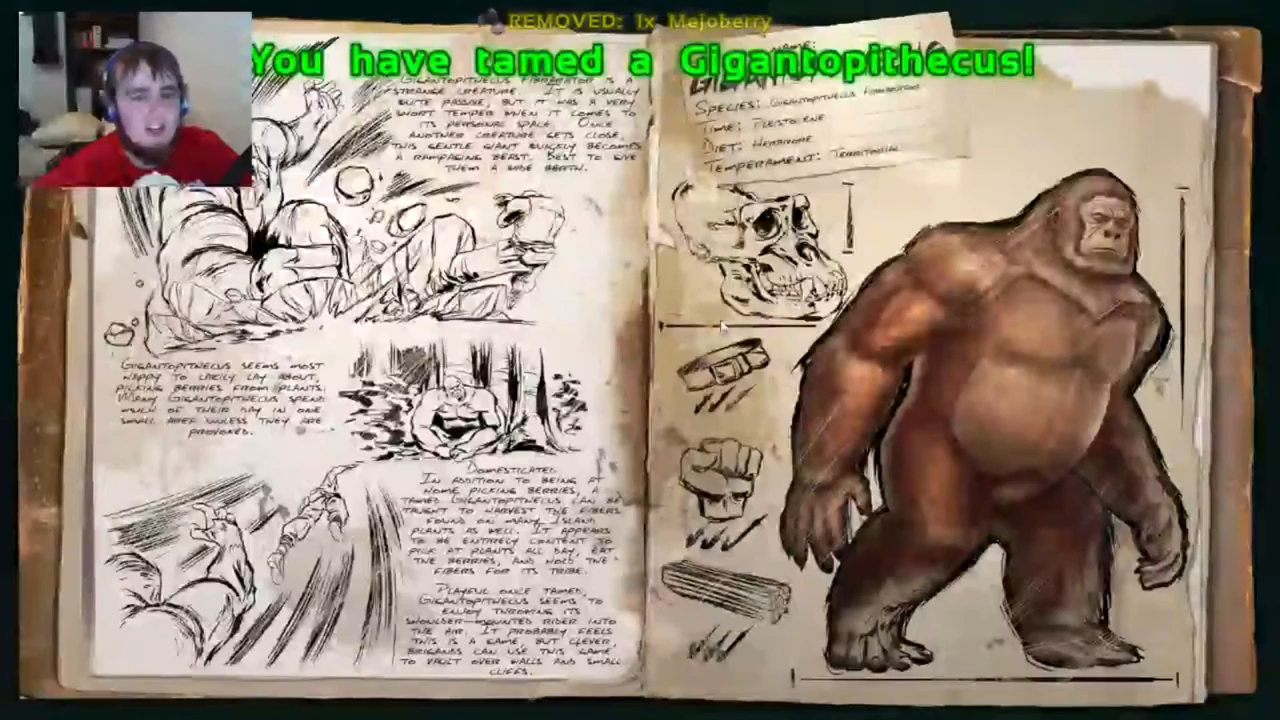 REMOVED: 1x Mejoberry
You have tamed a Gigantopithecus!
GIGANTOPITHECUS FIBRARATOR IS A
STRANGE CREATURE. IT IS USUALLY
QUITE PASSIVE, BUT IT HAS A VERY
SHORT TEMPER WHEN IT COMES TO
ITS PERSONAL SPACE. ONCE
ANOTHER CREATURE GETS CLOSE,
THIS GENTLE GIANT QUICKLY BECOMES
A RAMPAGING BEAST. BEST TO GIVE
THEM A WIDE BERTH.
GIGANTOPITHECUS SEEMS MOST
HAPPY TO LAZILY LAY ABOUT,
PICKING BERRIES FROM PLANTS.
MANY GIGANTOPITHECUS SPEND
MUCH OF THEIR DAY IN ONE
SMALL AREA UNLESS THEY ARE
PROVOKED.
DOMESTICATED
IN ADDITION TO BEING AT
HOME PICKING BERRIES, A
TAMED GIGANTOPITHECUS CAN BE
TAUGHT TO HARVEST THE FIBERS
FOUND ON MANY ISLAND
PLANTS AS WELL. IT APPEARS
TO BE ENTIRELY CONTENT TO
PICK AT PLANTS ALL DAY, EAT
THE BERRIES, AND HOLD THE
FIBERS FOR ITS TRIBE.
PLAYFUL ONCE TAMED,
GIGANTOPITHECUS SEEMS TO
ENJOY THROWING ITS
SHOULDER-MOUNTED RIDER INTO
THE AIR. IT PROBABLY FEELS
THIS IS A GAME, BUT CLEVER
BRIGANDS CAN USE THIS GAME
TO VAULT OVER WALLS AND SMALL
CLIFFS.
SPECIES: GIGANTOPITHECUS FIBRARATOR
TIME: PLEISTOCENE
DIET: HERBIVORE
TEMPERAMENT: TERRITORIAL